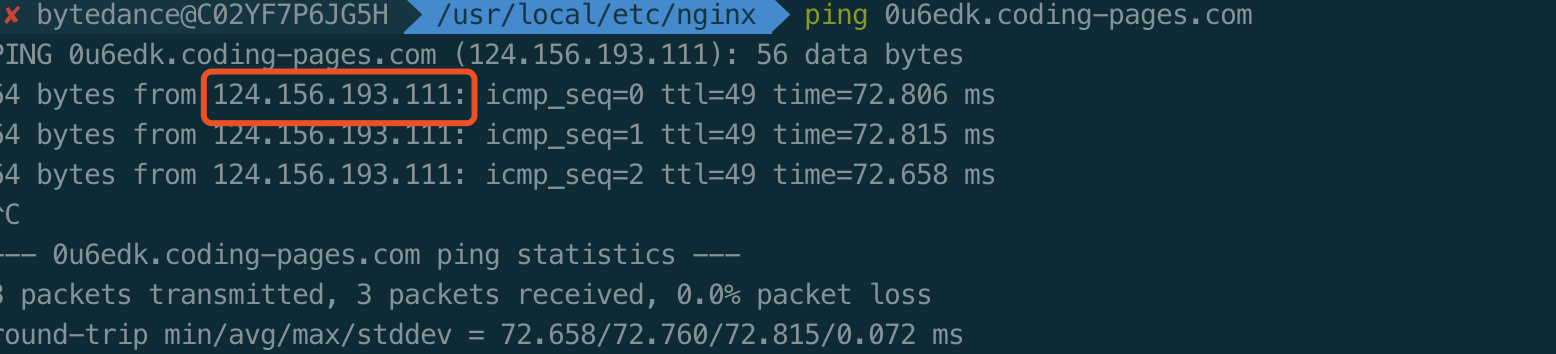 ✘ bytedance@C02YF7P6JG5H /usr/local/etc/nginx ping 0u6edk.coding-pages.com
PING 0u6edk.coding-pages.com (124.156.193.111): 56 data bytes
64 bytes from 124.156.193.111: icmp_seq=0 ttl=49 time=72.806 ms
64 bytes from 124.156.193.111: icmp_seq=1 ttl=49 time=72.815 ms
64 bytes from 124.156.193.111: icmp_seq=2 ttl=49 time=72.658 ms
^C
--- 0u6edk.coding-pages.com ping statistics ---
3 packets transmitted, 3 packets received, 0.0% packet loss
round-trip min/avg/max/stddev = 72.658/72.760/72.815/0.072 ms